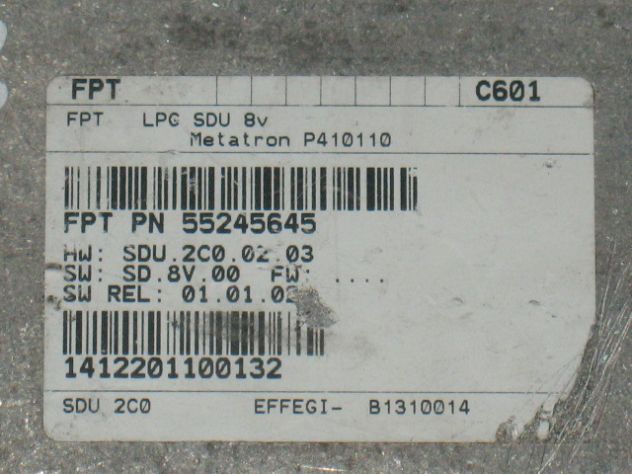 FPT C601
FPT LPG SDU 8v
Metatron P410110
FPT PN 55245645
HW: SDU.2C0.02.03
SW: SD.8V.00 FW: ....
SW REL: 01.01.
1412201100132
SDU 2C0 EFFEGI- B1310014